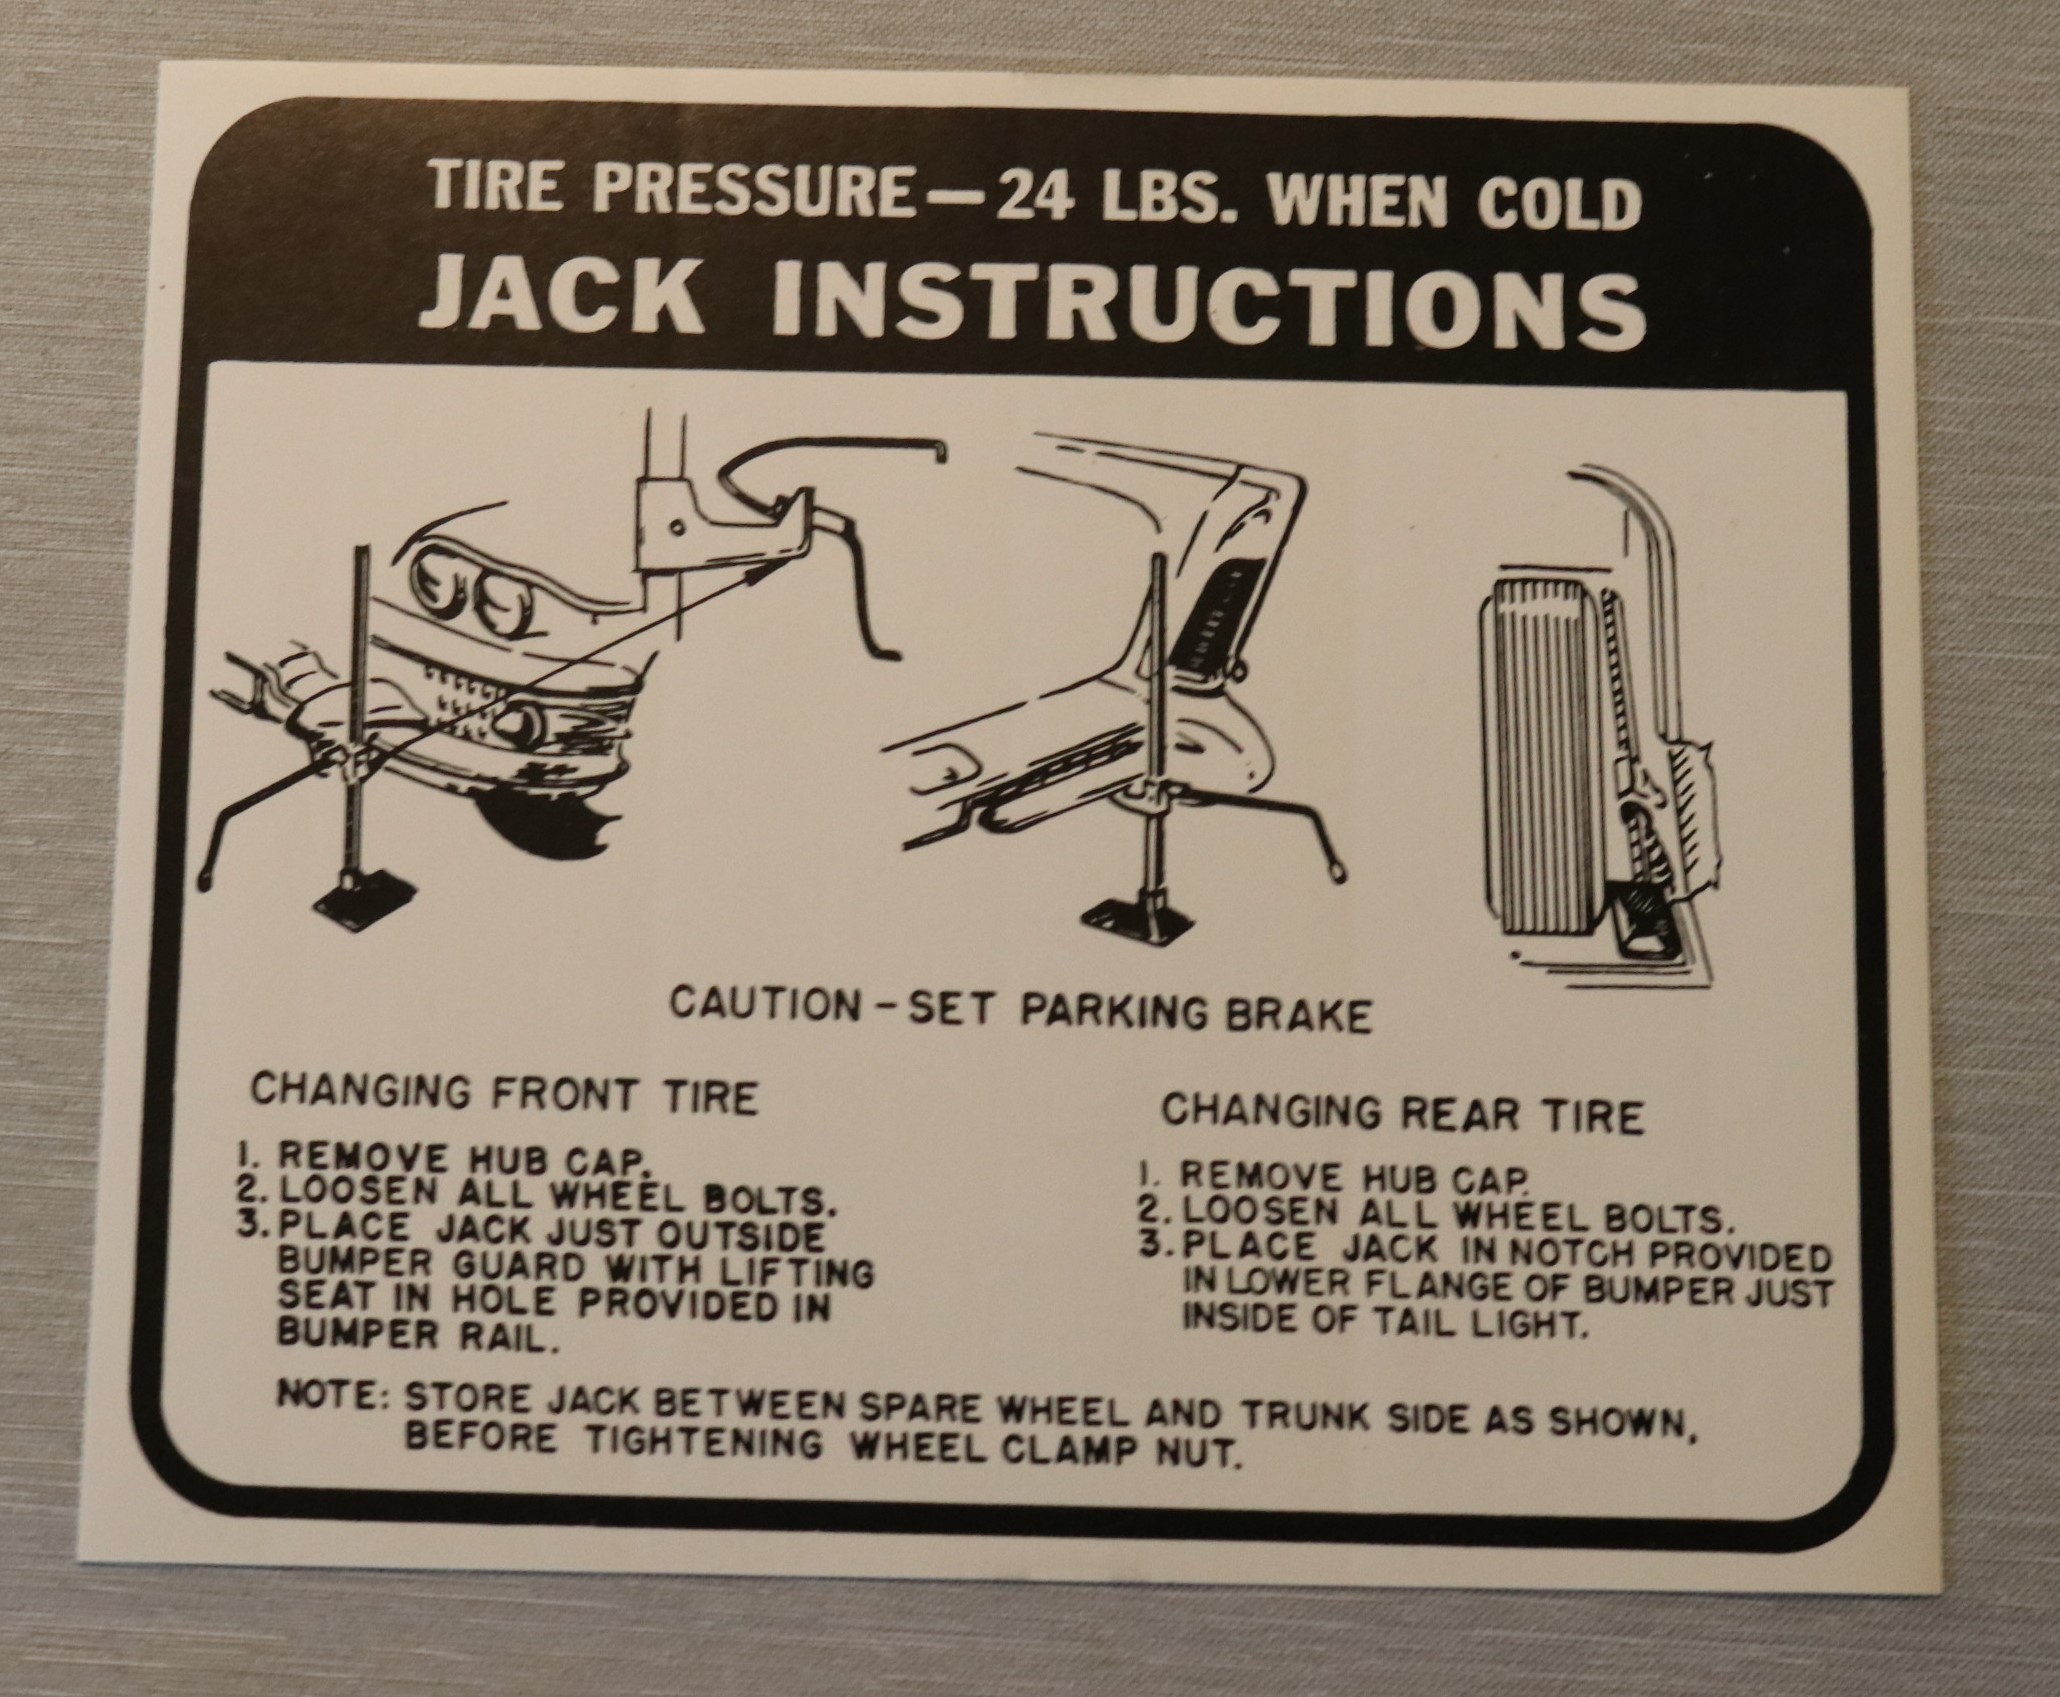 TIRE PRESSURE—24 LBS. WHEN COLD
JACK INSTRUCTIONS
CAUTION-SET PARKING BRAKE
CHANGING FRONT TIRE
1. REMOVE HUB CAP.
2. LOOSEN ALL WHEEL BOLTS.
3. PLACE JACK JUST OUTSIDE
BUMPER GUARD WITH LIFTING
SEAT IN HOLE PROVIDED IN
BUMPER RAIL.
CHANGING REAR TIRE
1. REMOVE HUB CAP.
2. LOOSEN ALL WHEEL BOLTS.
3. PLACE JACK IN NOTCH PROVIDED
IN LOWER FLANGE OF BUMPER JUST
INSIDE OF TAIL LIGHT.
NOTE: STORE JACK BETWEEN SPARE WHEEL AND TRUNK SIDE AS SHOWN,
BEFORE TIGHTENING WHEEL CLAMP NUT.